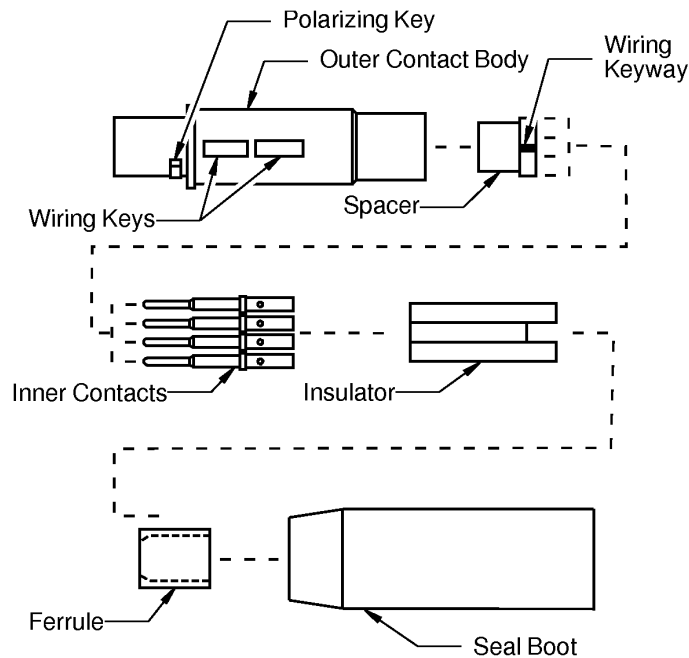 Polarizing Key
Outer Contact Body
Wiring
Keyway
Wiring Keys
Spacer
Inner Contacts
Insulator
Ferrule
Seal Boot